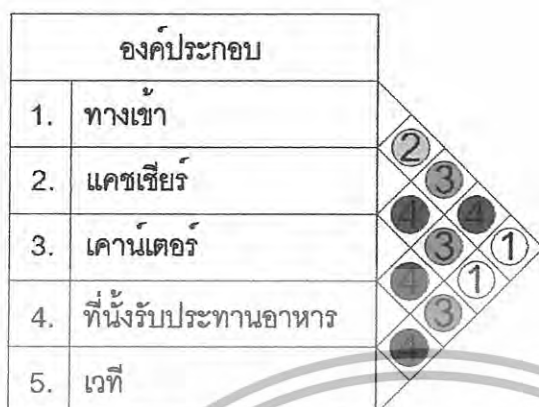 องค์ประกอบ
1. ทางเข้า
2. แคชเชียร์
3. เคาน์เตอร์
4. ที่นั่งรับประทานอาหาร
5. เวที
2
3
4 4
3 1
4 1
3
4